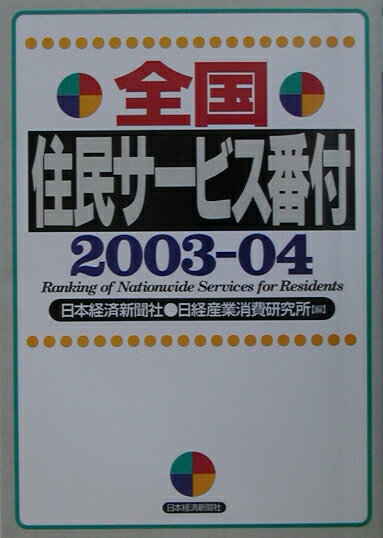 全国
住民サービス番付
2003-04
Ranking of Nationwide Services for Residents
日本経済新聞社●日経産業消費研究所[編]
日本経済新聞社